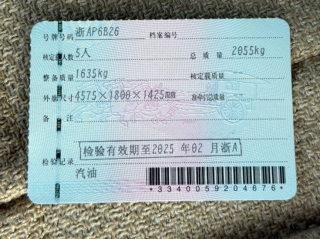 号牌号码 浙AP6B26 档案编号
核定载人数 5人 总质量 2055kg
整备质量 1635kg 核定载质量
外廓尺寸 4575×1800×1425mm 准牵引总质量
备注
检验有效期至2025年02月浙A
检验记录
汽油
*3340059204676*